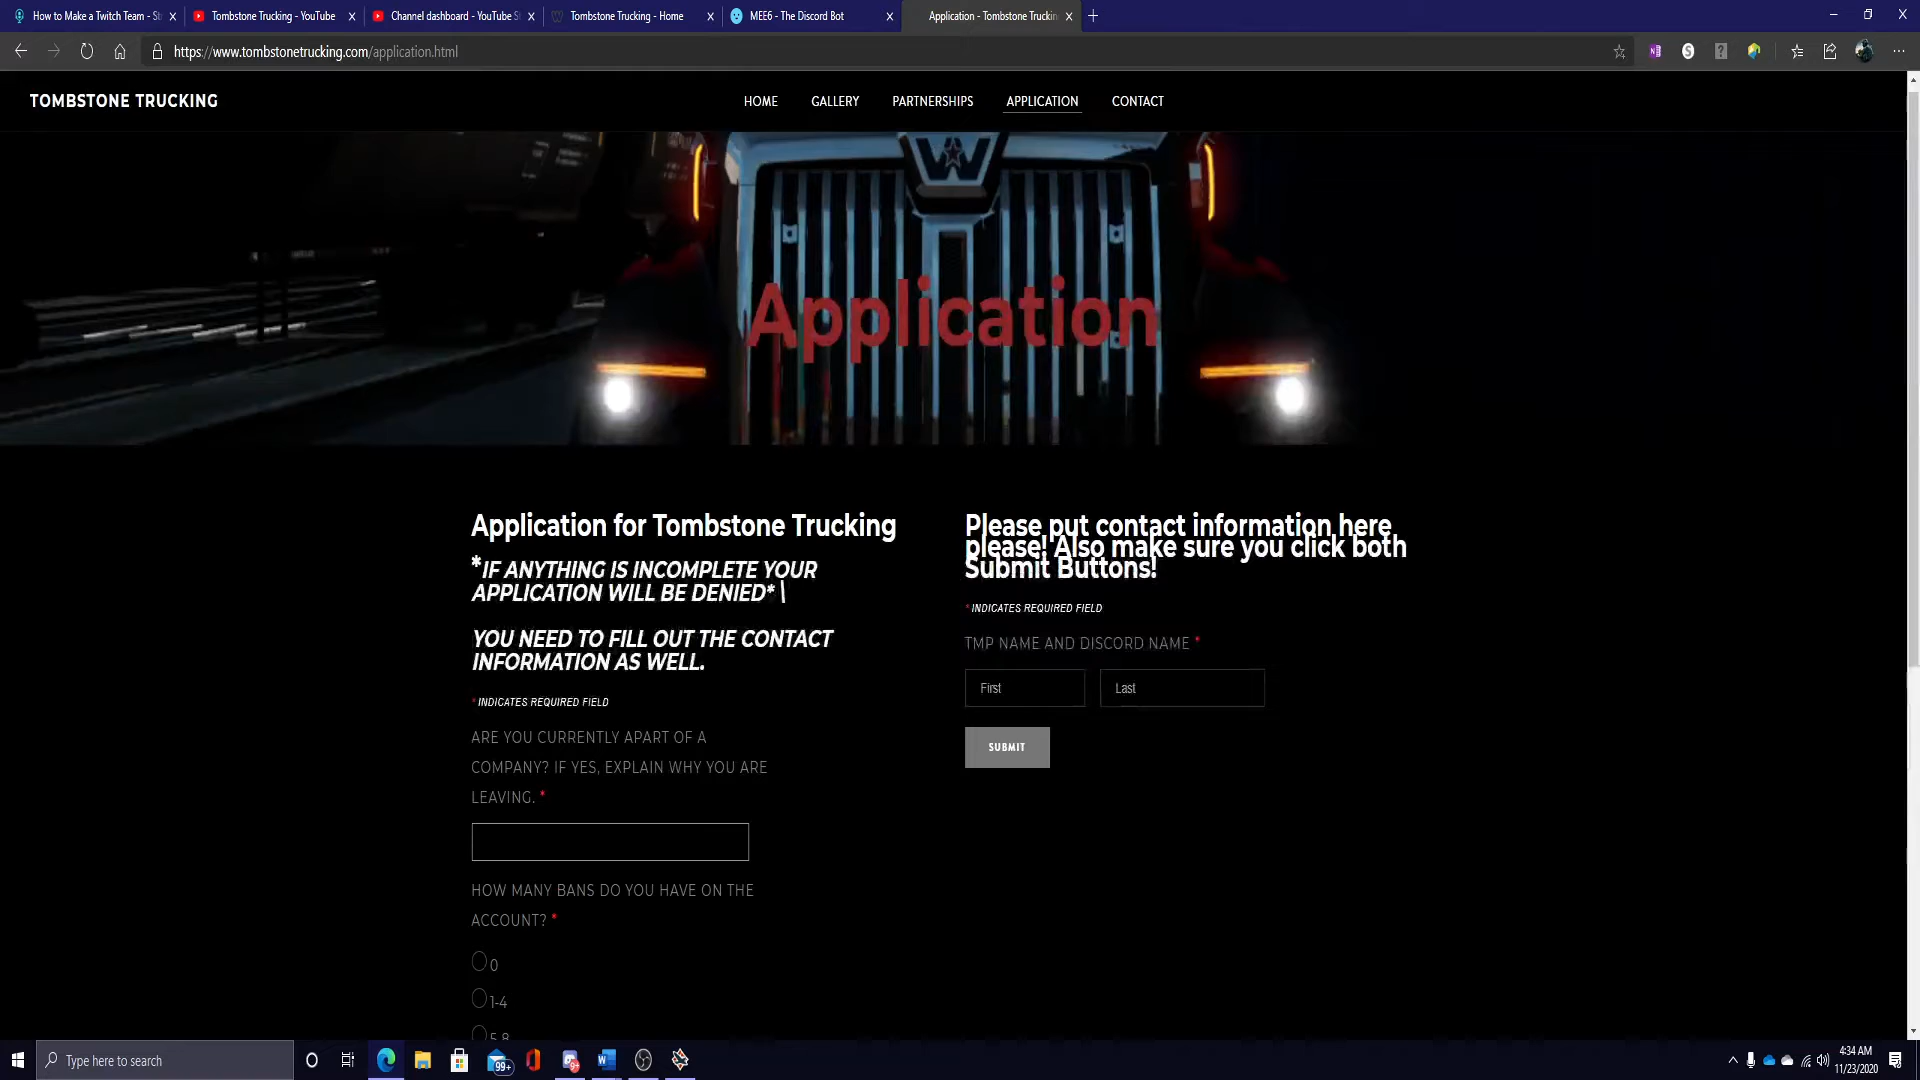 How to Make a Twitch Team - St
Tombstone Trucking - YouTube
Channel dashboard - YouTube St
Tombstone Trucking - Home
MEE6 - The Discord Bot
Application - Tombstone Truckin
https://www.tombstonetrucking.com/application.html
TOMBSTONE TRUCKING
HOME
GALLERY
PARTNERSHIPS
APPLICATION
CONTACT
W
Application
Application for Tombstone Trucking
*IF ANYTHING IS INCOMPLETE YOUR
APPLICATION WILL BE DENIED* \
YOU NEED TO FILL OUT THE CONTACT
INFORMATION AS WELL.
* INDICATES REQUIRED FIELD
ARE YOU CURRENTLY APART OF A
COMPANY? IF YES, EXPLAIN WHY YOU ARE
LEAVING. *
HOW MANY BANS DO YOU HAVE ON THE
ACCOUNT? *
0
1-4
5-8
Please put contact information here
please! Also make sure you click both
Submit Buttons!
* INDICATES REQUIRED FIELD
TMP NAME AND DISCORD NAME *
First
Last
SUBMIT
Type here to search
99+
9+
4:34 AM
11/23/2020